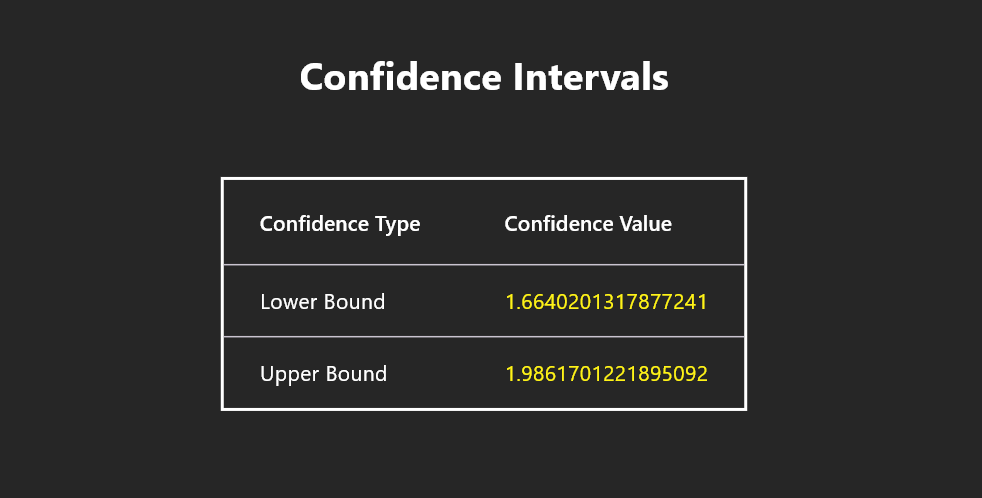 Confidence Intervals
Confidence Type Confidence Value
Lower Bound 1.6640201317877241
Upper Bound 1.9861701221895092